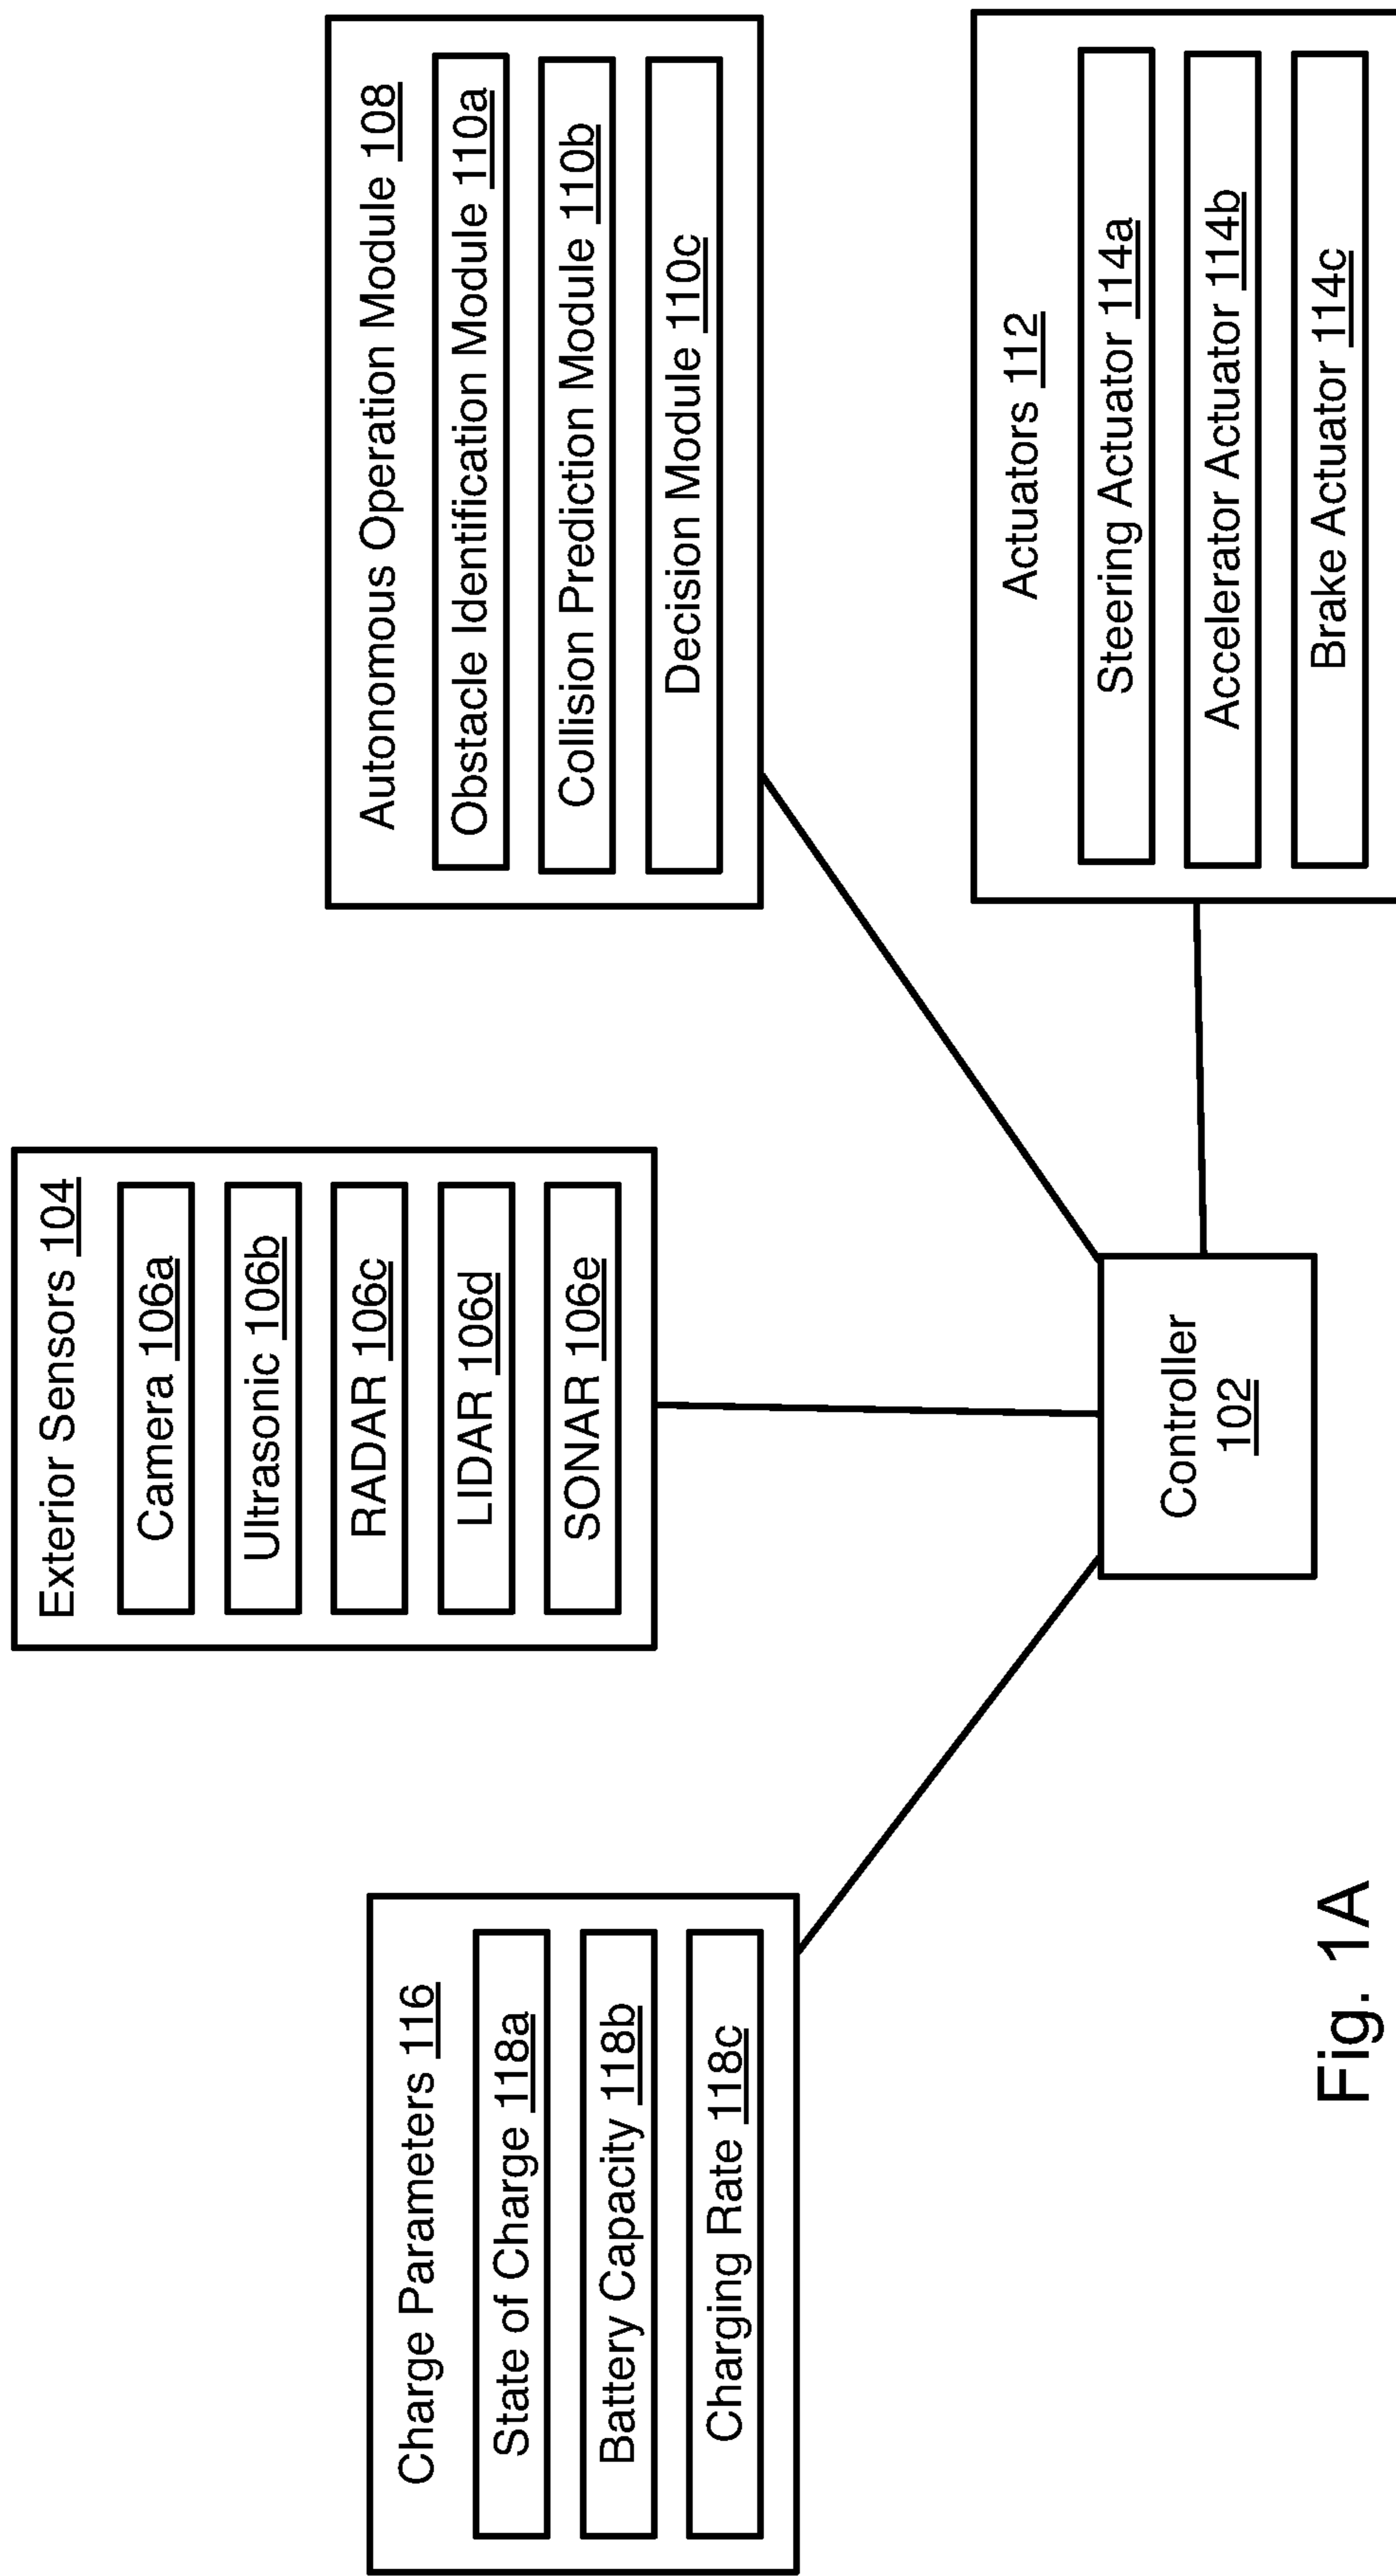 Exterior Sensors 104
Camera 106a
Ultrasonic 106b
RADAR 106c
LIDAR 106d
SONAR 106e
Charge Parameters 116
State of Charge 118a
Battery Capacity 118b
Charging Rate 118c
Autonomous Operation Module 108
Obstacle Identification Module 110a
Collision Prediction Module 110b
Decision Module 110c
Controller
102
Actuators 112
Steering Actuator 114a
Accelerator Actuator 114b
Brake Actuator 114c
Fig. 1A